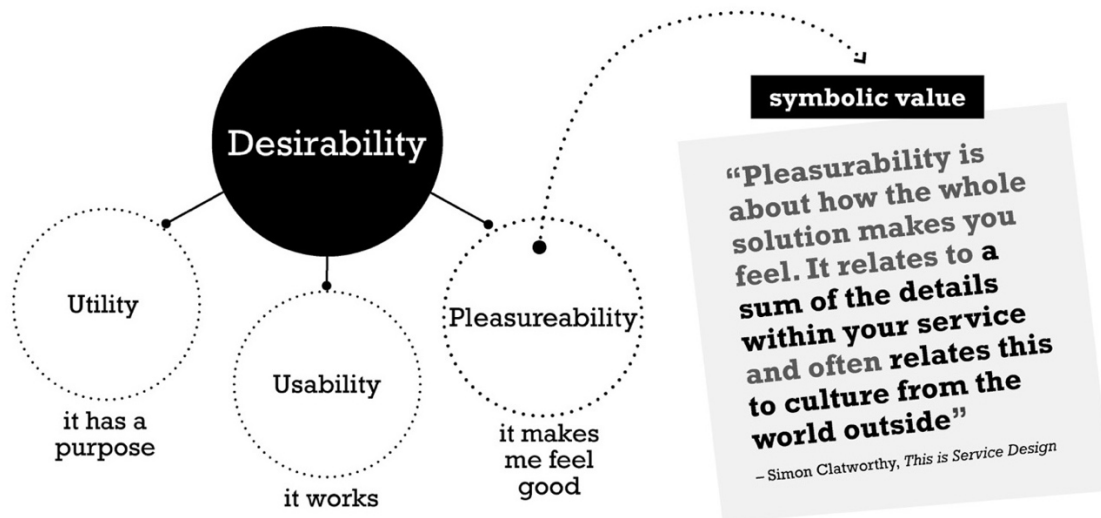 Desirability
Utility
it has a
purpose
Usability
it works
Pleasureability
it makes
me feel
good
symbolic value
“Pleasurability is
about how the whole
solution makes you
feel. It relates to a
sum of the details
within your service
and often relates this
to culture from the
world outside”
– Simon Clatworthy, This is Service Design